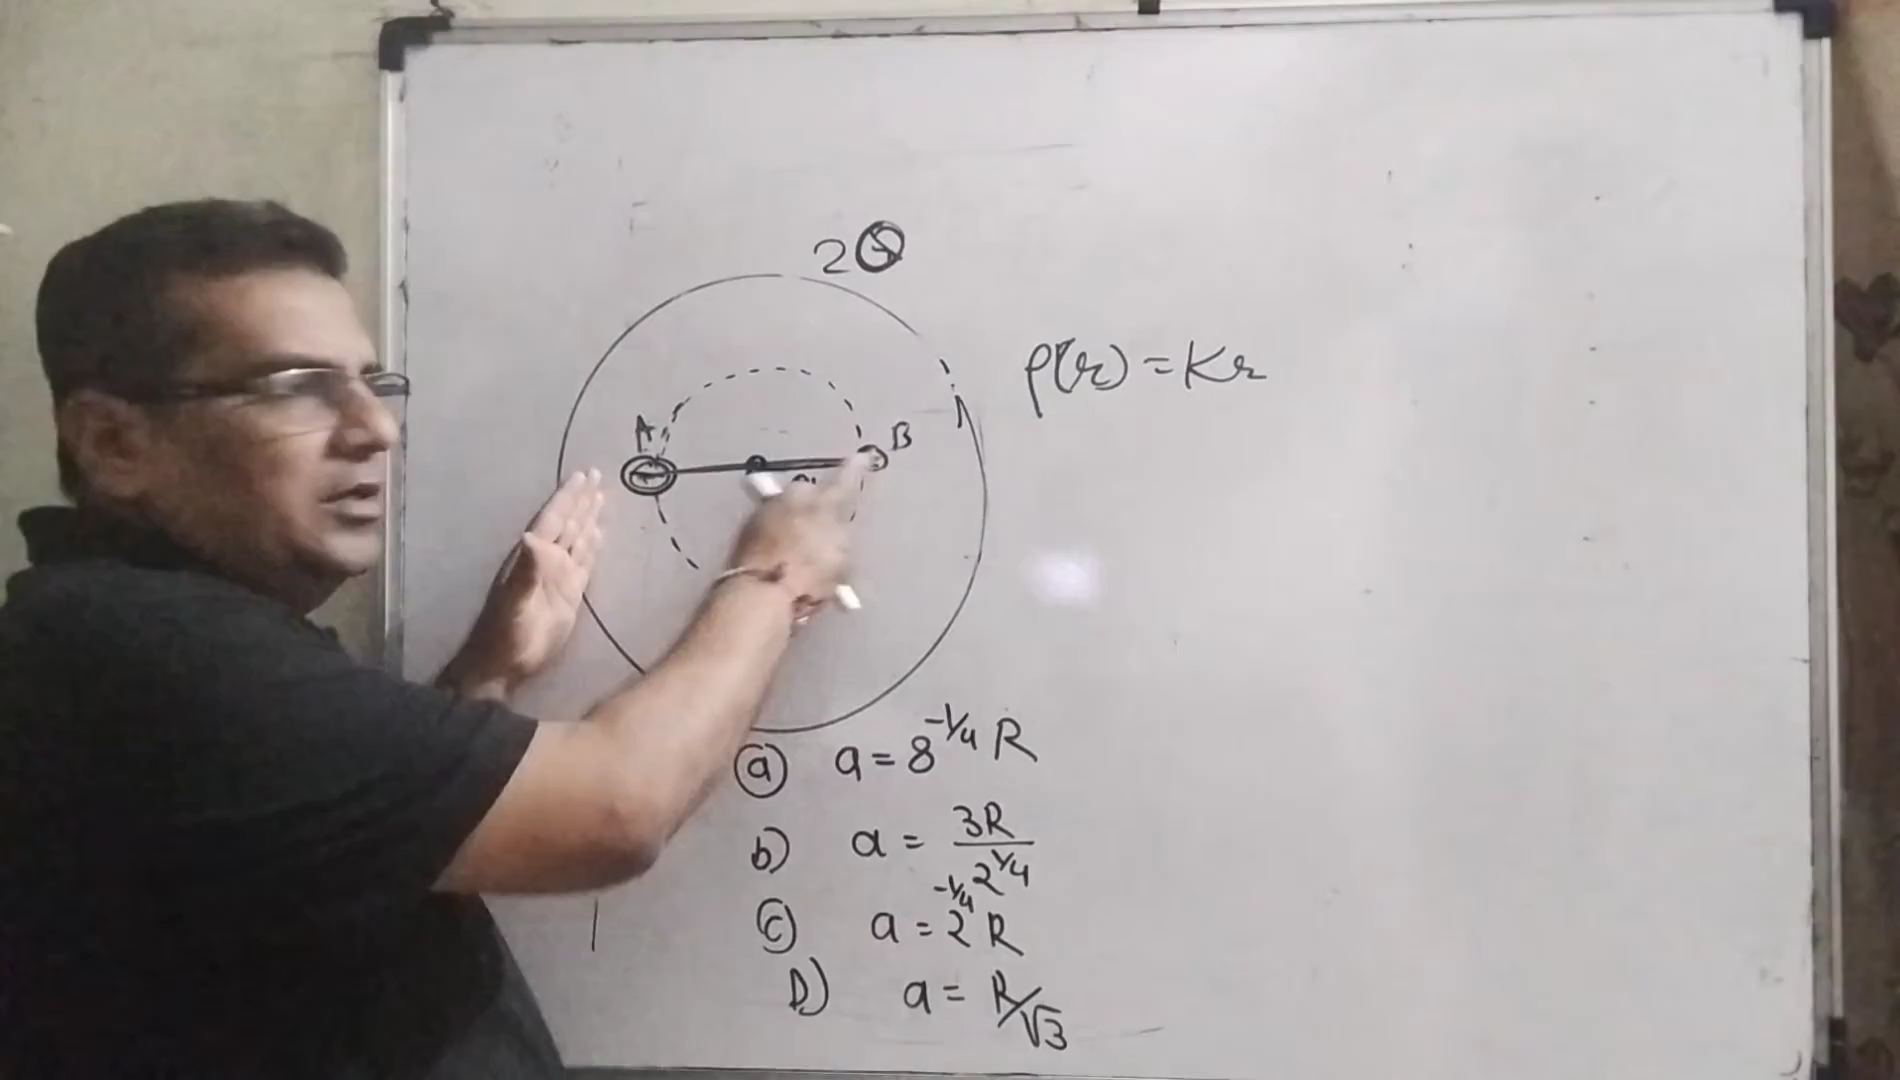 2Q
ρ(r) = Kr
A
B
(a) a = 8^{-1/4} R
b) a = 3R / 2^{1/4}
(c) a = 2^{-1/4} R
D) a = R/√3